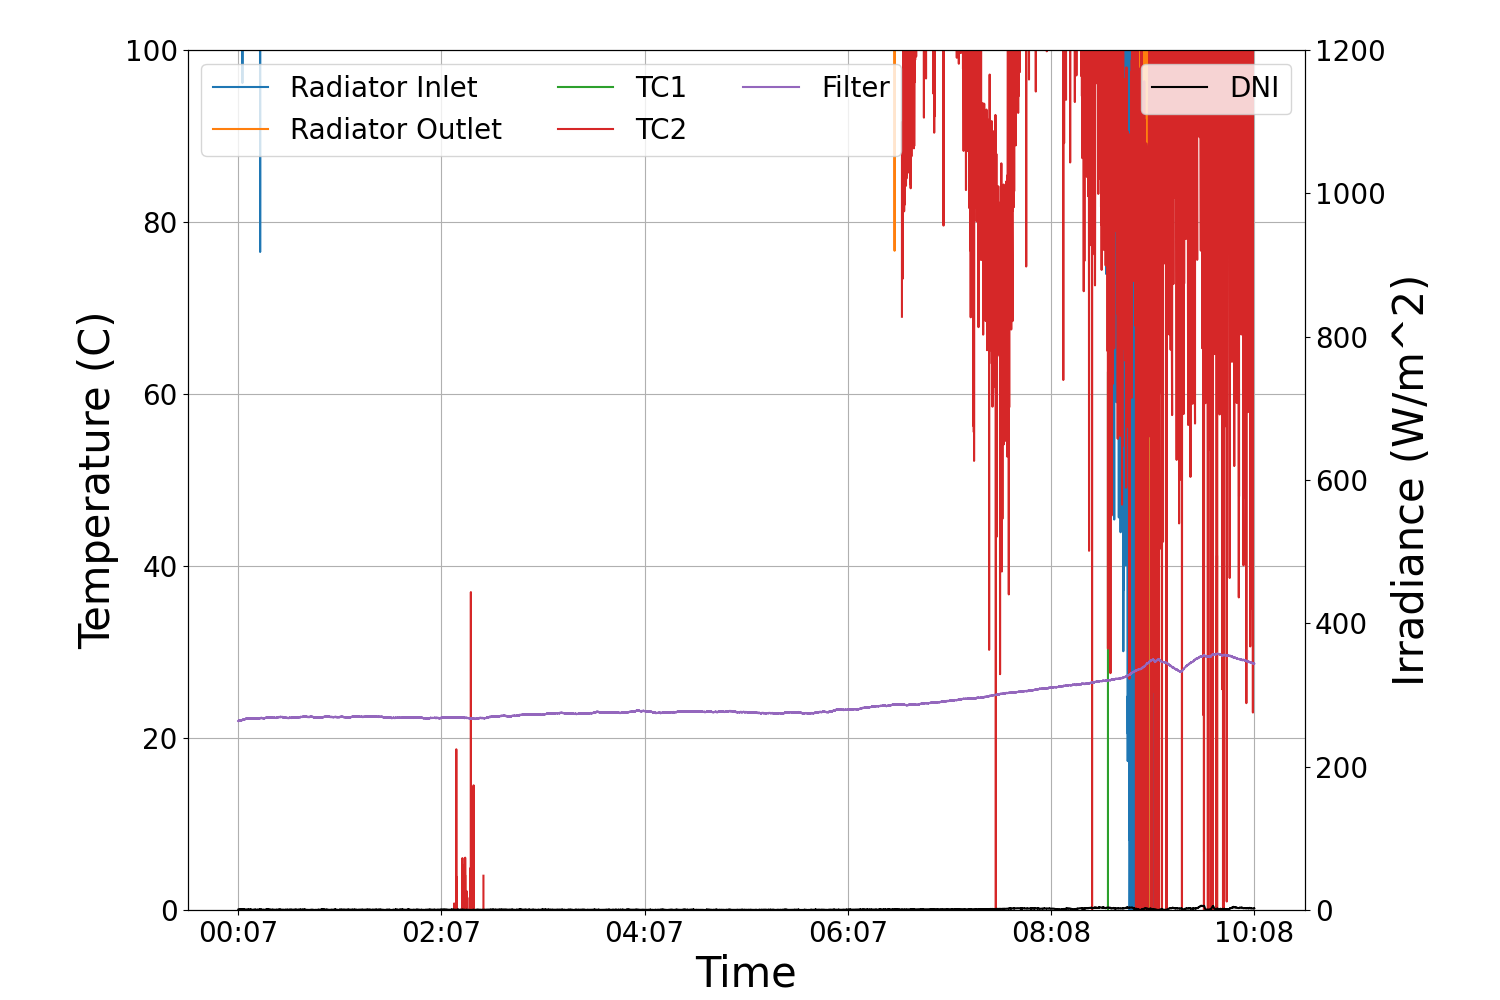 100
80
60
40
20
0
Temperature (C)
Radiator Inlet
Radiator Outlet
TC1
TC2
Filter
DNI
1200
1000
800
600
400
200
0
Irradiance (W/m^2)
00:07 02:07 04:07 06:07 08:08 10:08
Time